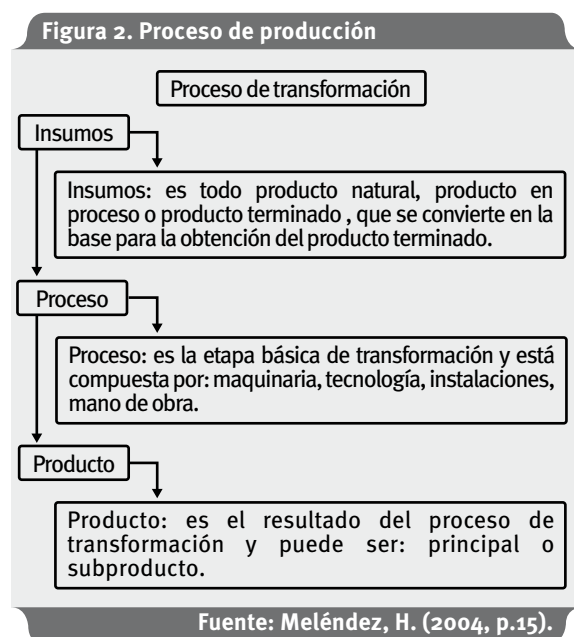 Figura 2. Proceso de producción
Proceso de transformación
Insumos
Insumos: es todo producto natural, producto en
proceso o producto terminado , que se convierte en la
base para la obtención del producto terminado.
Proceso
Proceso: es la etapa básica de transformación y está
compuesta por: maquinaria, tecnología, instalaciones,
mano de obra.
Producto
Producto: es el resultado del proceso de
transformación y puede ser: principal o
subproducto.
Fuente: Meléndez, H. (2004, p.15).